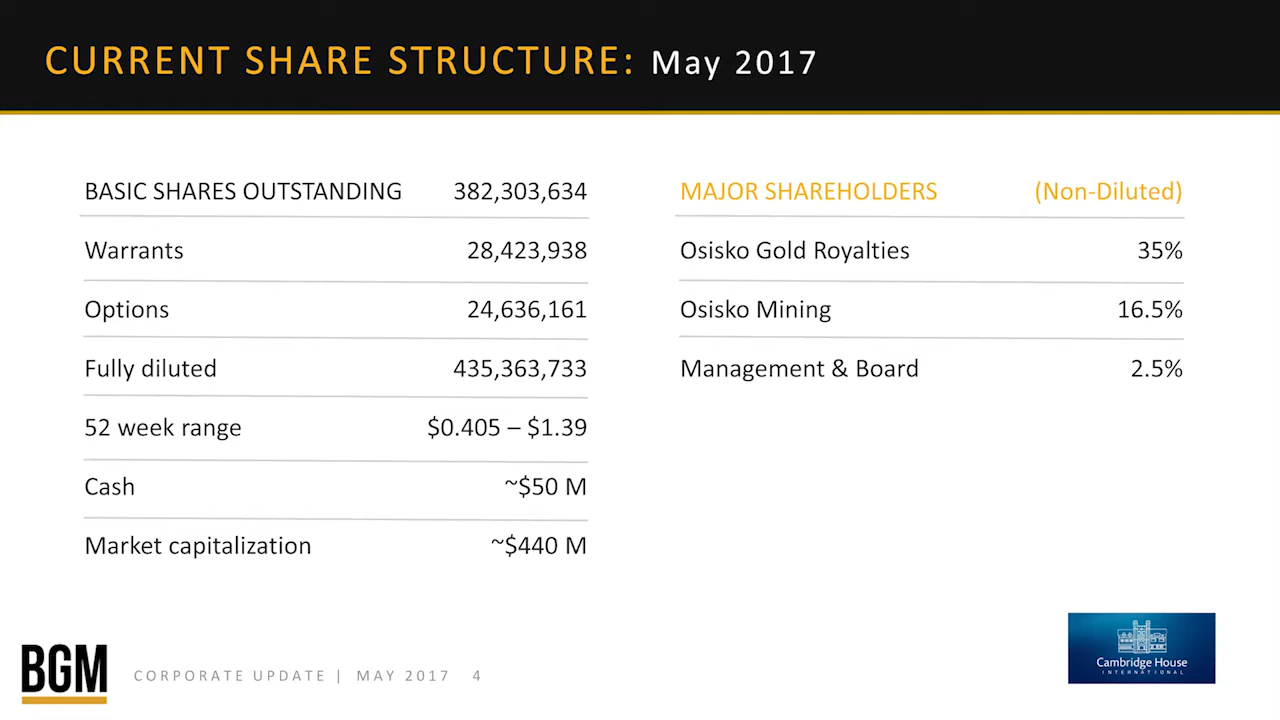 CURRENT SHARE STRUCTURE: May 2017
BASIC SHARES OUTSTANDING 382,303,634
Warrants 28,423,938
Options 24,636,161
Fully diluted 435,363,733
52 week range $0.405 – $1.39
Cash ~$50 M
Market capitalization ~$440 M
MAJOR SHAREHOLDERS (Non-Diluted)
Osisko Gold Royalties 35%
Osisko Mining 16.5%
Management & Board 2.5%
BGM CORPORATE UPDATE | MAY 2017 4
Cambridge House
INTERNATIONAL